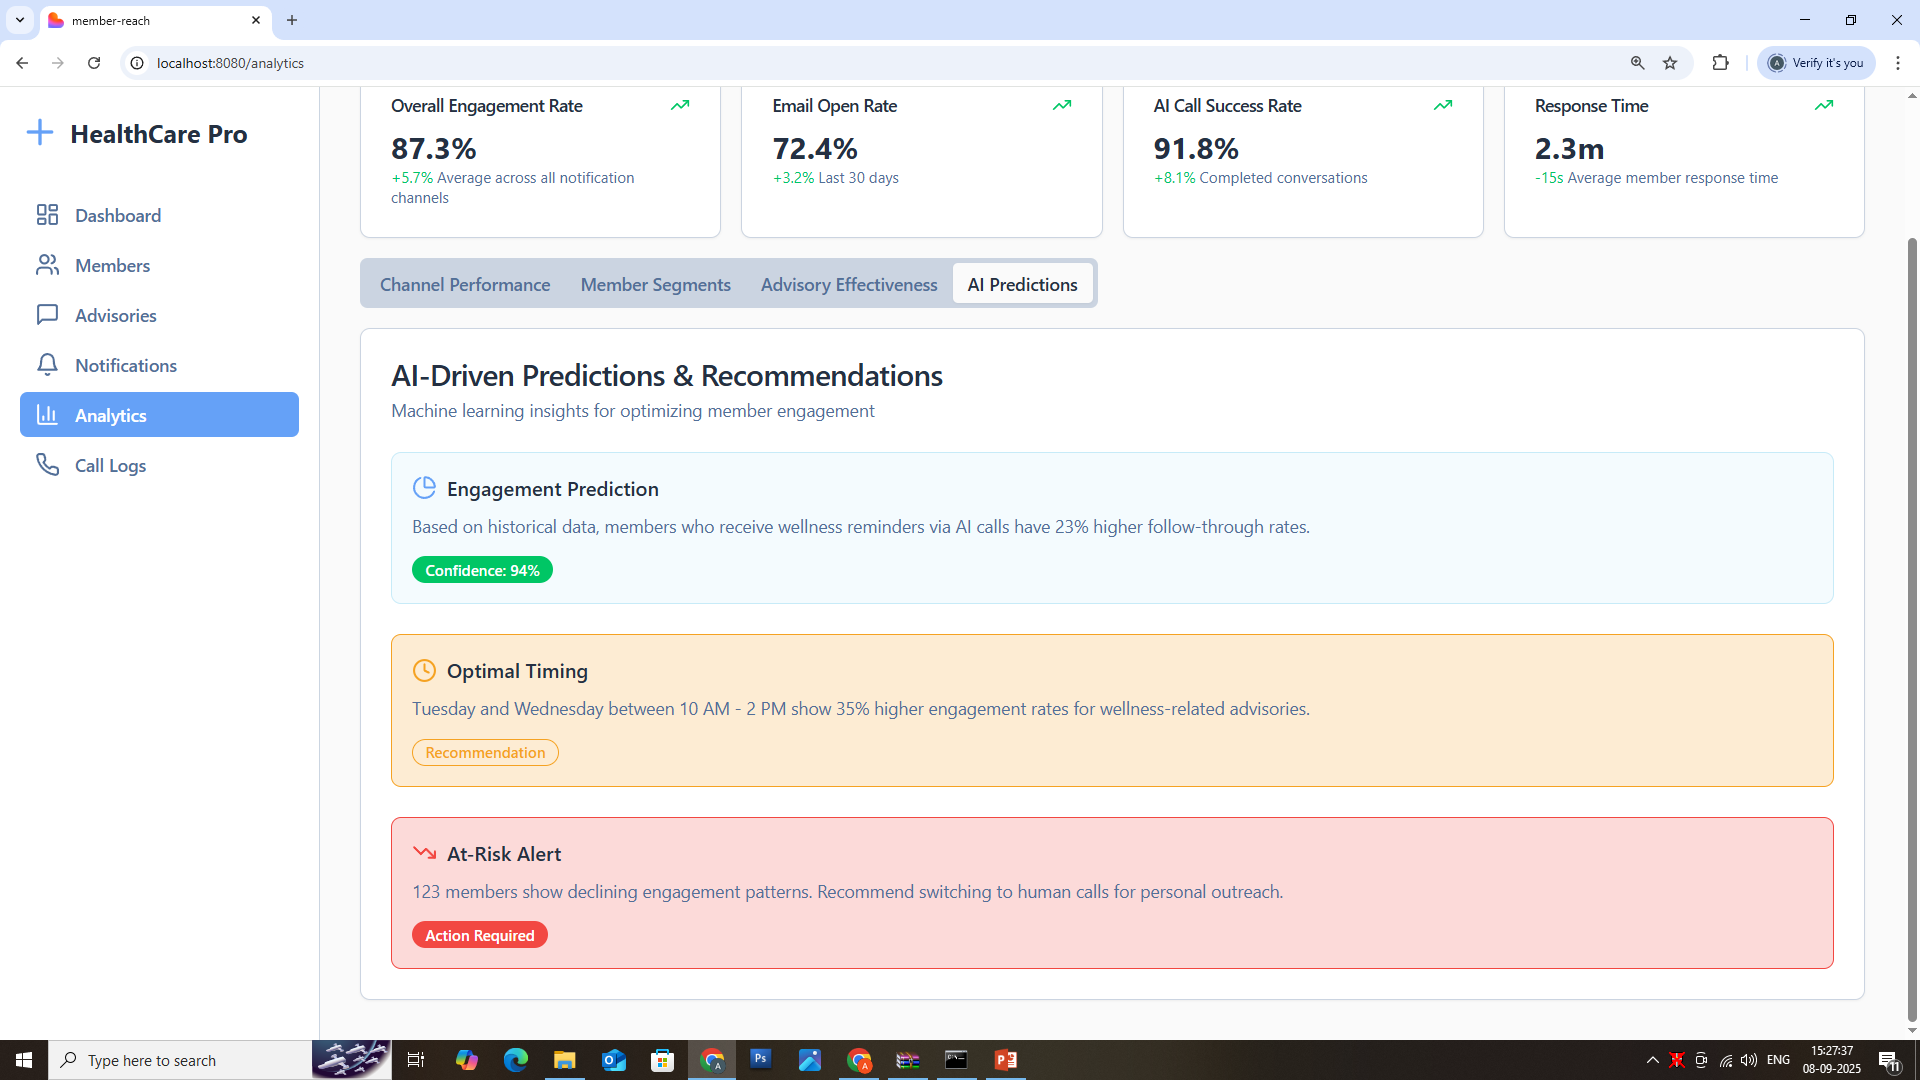 member-reach
localhost:8080/analytics
Verify it's you
HealthCare Pro
Dashboard
Members
Advisories
Notifications
Analytics
Call Logs
Overall Engagement Rate
87.3%
+5.7% Average across all notification
channels
Email Open Rate
72.4%
+3.2% Last 30 days
AI Call Success Rate
91.8%
+8.1% Completed conversations
Response Time
2.3m
-15s Average member response time
Channel Performance
Member Segments
Advisory Effectiveness
AI Predictions
AI-Driven Predictions & Recommendations
Machine learning insights for optimizing member engagement
Engagement Prediction
Based on historical data, members who receive wellness reminders via AI calls have 23% higher follow-through rates.
Confidence: 94%
Optimal Timing
Tuesday and Wednesday between 10 AM - 2 PM show 35% higher engagement rates for wellness-related advisories.
Recommendation
At-Risk Alert
123 members show declining engagement patterns. Recommend switching to human calls for personal outreach.
Action Required
Type here to search
Ps
ENG
15:27:37
08-09-2025
11